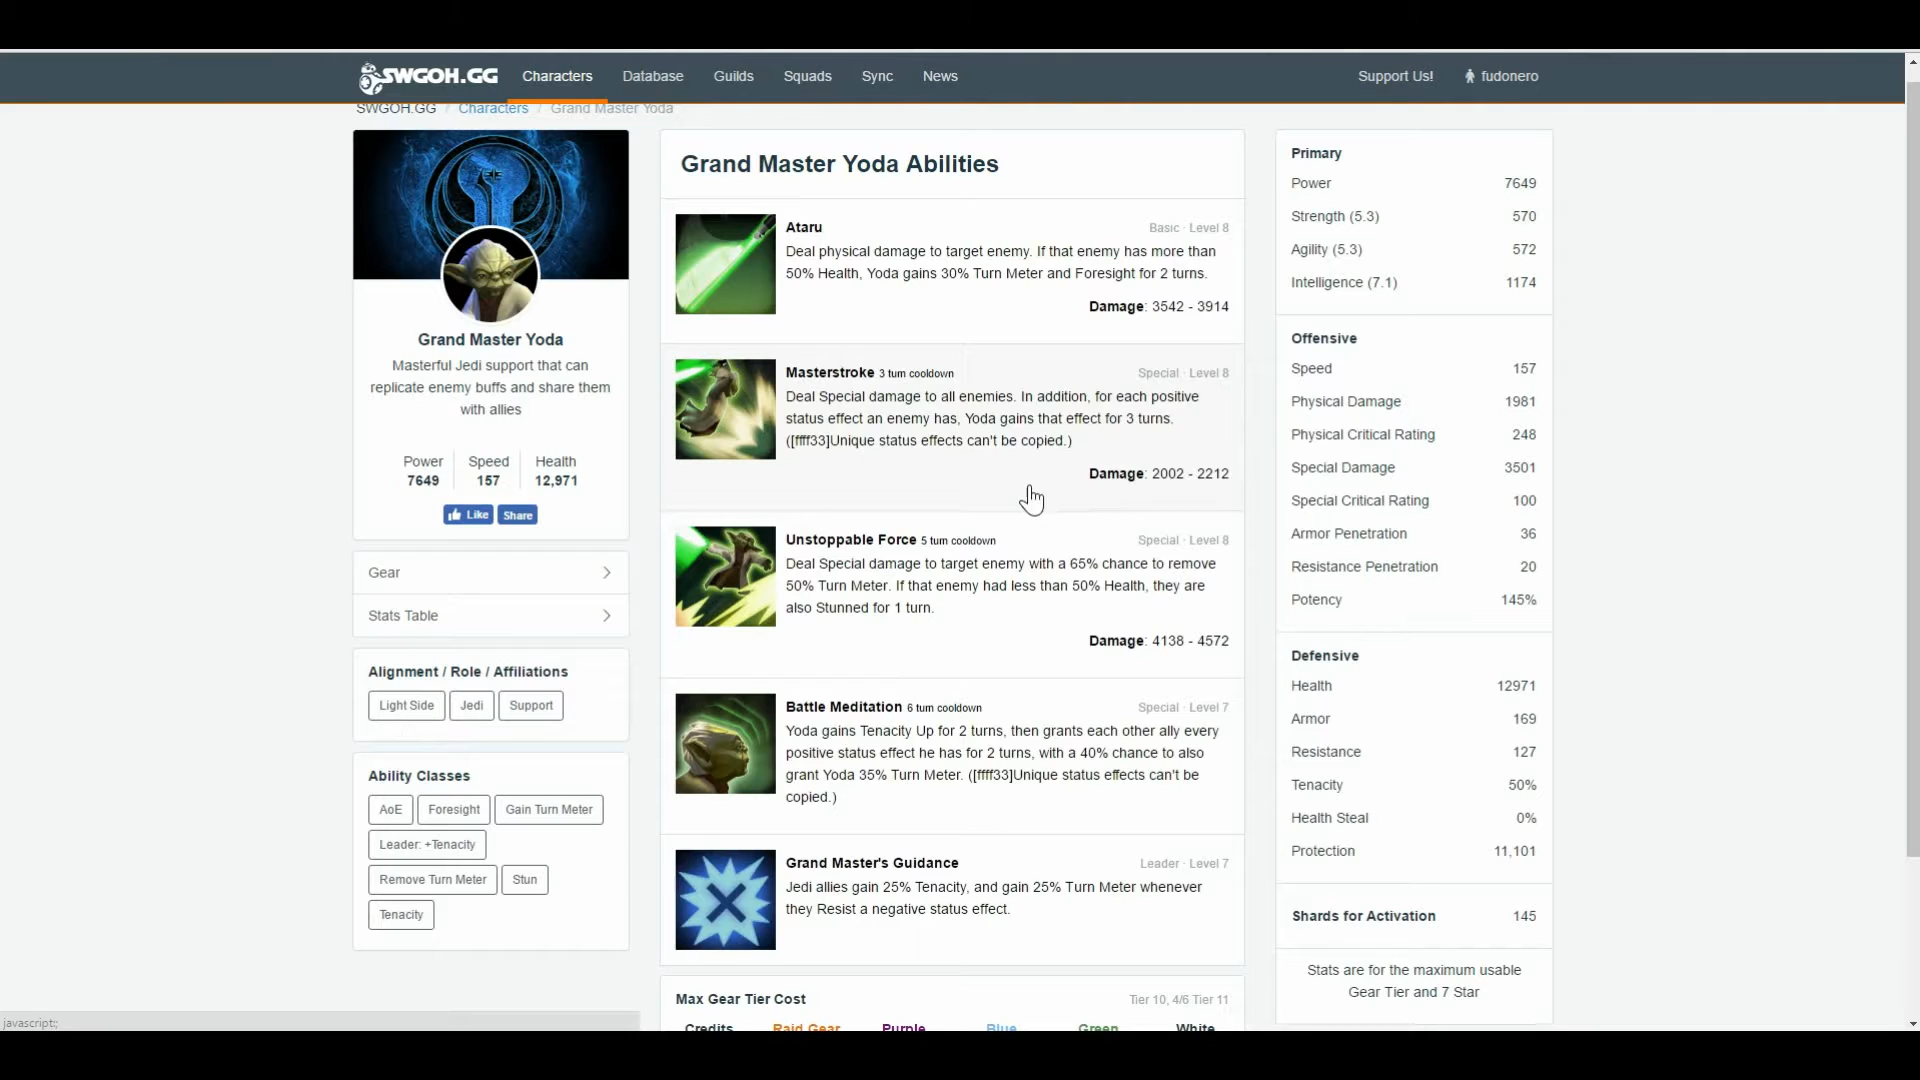 SWGOH.GG Characters Database Guilds Squads Sync News Support Us! fudonero
SWGOH.GG / Characters / Grand Master Yoda
Grand Master Yoda
Masterful Jedi support that can
replicate enemy buffs and share them
with allies
Power Speed Health
7649 157 12,971
Like Share
Gear
Stats Table
Alignment / Role / Affiliations
Light Side Jedi Support
Ability Classes
AoE Foresight Gain Turn Meter
Leader: +Tenacity
Remove Turn Meter Stun
Tenacity
Grand Master Yoda Abilities
Ataru Basic · Level 8
Deal physical damage to target enemy. If that enemy has more than
50% Health, Yoda gains 30% Turn Meter and Foresight for 2 turns.
Damage: 3542 - 3914
Masterstroke 3 turn cooldown Special · Level 8
Deal Special damage to all enemies. In addition, for each positive
status effect an enemy has, Yoda gains that effect for 3 turns.
([ffff33]Unique status effects can't be copied.)
Damage: 2002 - 2212
Unstoppable Force 5 turn cooldown Special · Level 8
Deal Special damage to target enemy with a 65% chance to remove
50% Turn Meter. If that enemy had less than 50% Health, they are
also Stunned for 1 turn.
Damage: 4138 - 4572
Battle Meditation 6 turn cooldown Special · Level 7
Yoda gains Tenacity Up for 2 turns, then grants each other ally every
positive status effect he has for 2 turns, with a 40% chance to also
grant Yoda 35% Turn Meter. ([ffff33]Unique status effects can't be
copied.)
Grand Master's Guidance Leader · Level 7
Jedi allies gain 25% Tenacity, and gain 25% Turn Meter whenever
they Resist a negative status effect.
Max Gear Tier Cost Tier 10, 4/6 Tier 11
Credits Raid Gear Purple Blue Green White
Primary
Power 7649
Strength (5.3) 570
Agility (5.3) 572
Intelligence (7.1) 1174
Offensive
Speed 157
Physical Damage 1981
Physical Critical Rating 248
Special Damage 3501
Special Critical Rating 100
Armor Penetration 36
Resistance Penetration 20
Potency 145%
Defensive
Health 12971
Armor 169
Resistance 127
Tenacity 50%
Health Steal 0%
Protection 11,101
Shards for Activation 145
Stats are for the maximum usable
Gear Tier and 7 Star
javascript:;